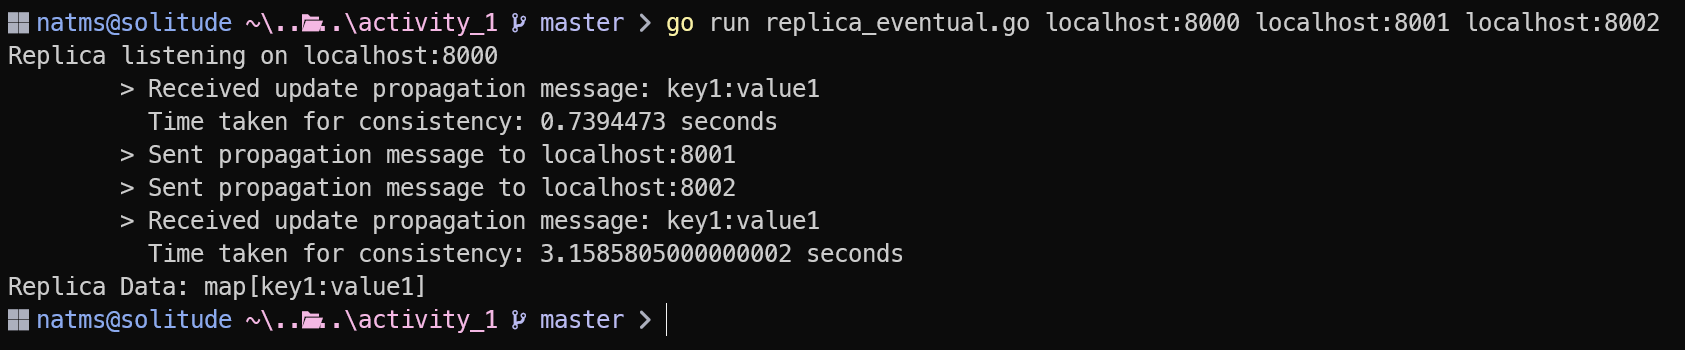 natms@solitude ~\....\activity_1 master > go run replica_eventual.go localhost:8000 localhost:8001 localhost:8002
Replica listening on localhost:8000
> Received update propagation message: key1:value1
Time taken for consistency: 0.7394473 seconds
> Sent propagation message to localhost:8001
> Sent propagation message to localhost:8002
> Received update propagation message: key1:value1
Time taken for consistency: 3.1585805000000002 seconds
Replica Data: map[key1:value1]
natms@solitude ~\....\activity_1 master >